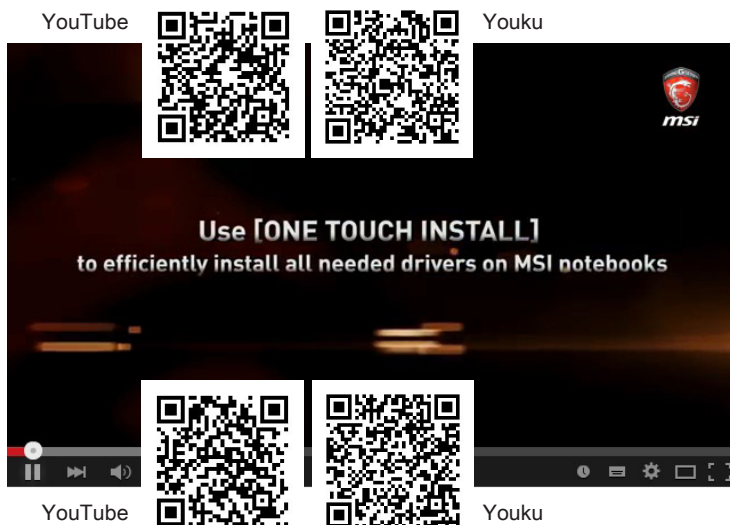 YouTube
Youku
msi
Use [ONE TOUCH INSTALL]
to efficiently install all needed drivers on MSI notebooks
YouTube
Youku